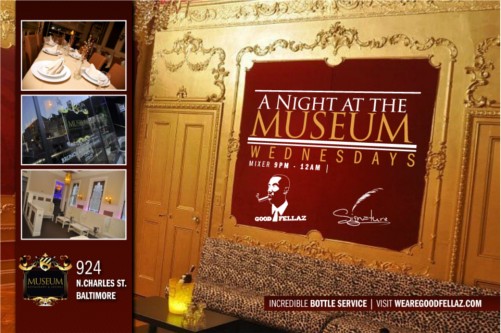 A NIGHT AT THE
MUSEUM
WEDNESDAYS
MIXER 9PM - 12AM |
GOOD FELLAZ
Signature
MUSEUM
924
N.CHARLES ST.
BALTIMORE
INCREDIBLE BOTTLE SERVICE | VISIT WEAREGOODFELLAZ.COM